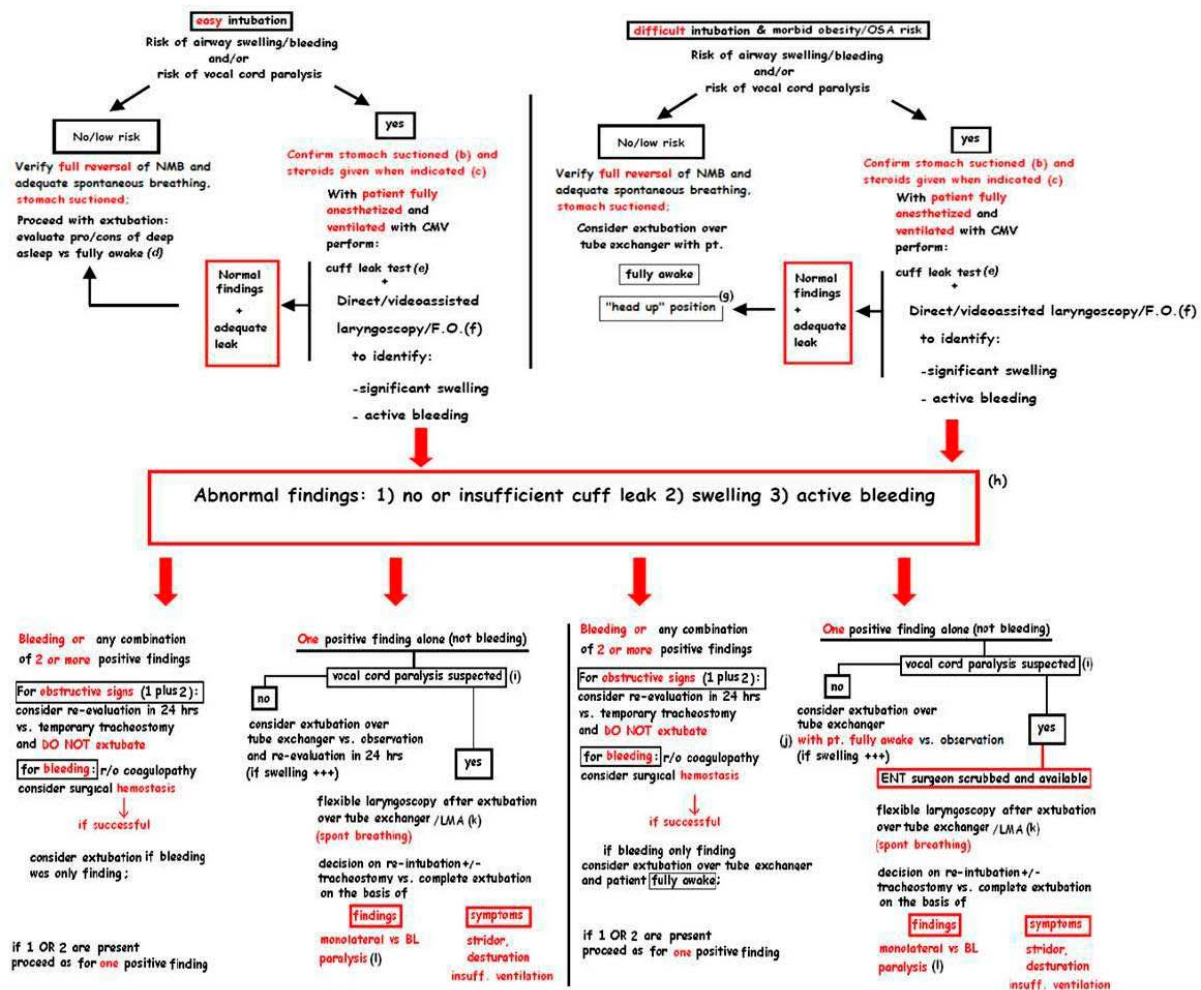 easy intubation
Risk of airway swelling/bleeding
and/or
risk of vocal cord paralysis
No/low risk
Verify full reversal of NMB and
adequate spontaneous breathing,
stomach suctioned;
Proceed with extubation:
evaluate pro/cons of deep
asleep vs fully awake (d)
yes
Confirm stomach suctioned (b) and
steroids given when indicated (c)
With patient fully
anesthetized and
ventilated with CMV
perform:
cuff leak test (e)
+
Direct/videoassisted
laryngoscopy/F.O.(f)
to identify:
-significant swelling
- active bleeding
Normal
findings
+
adequate
leak
difficult intubation & morbid obesity/OSA risk
Risk of airway swelling/bleeding
and/or
risk of vocal cord paralysis
No/low risk
Verify full reversal of NMB and
adequate spontaneous breathing,
stomach suctioned;
Consider extubation over
tube exchanger with pt.
fully awake
"head up" position (g)
yes
Confirm stomach suctioned (b) and
steroids given when indicated (c)
With patient fully
anesthetized and
ventilated with CMV
perform:
cuff leak test(e)
+
Direct/videoassited laryngoscopy/F.O.(f)
to identify:
-significant swelling
- active bleeding
Normal
findings
+
adequate
leak
Abnormal findings: 1) no or insufficient cuff leak 2) swelling 3) active bleeding
(h)
Bleeding or any combination
of 2 or more positive findings
For obstructive signs (1 plus 2):
consider re-evaluation in 24 hrs
vs. temporary tracheostomy
and DO NOT extubate
for bleeding: r/o coagulopathy
consider surgical hemostasis
if successful
consider extubation if bleeding
was only finding;
if 1 OR 2 are present
proceed as for one positive finding
One positive finding alone (not bleeding)
vocal cord paralysis suspected (i)
no
consider extubation over
tube exchanger vs. observation
and re-evaluation in 24 hrs
(if swelling +++)
yes
flexible laryngoscopy after extubation
over tube exchanger /LMA (k)
(spont breathing)
decision on re-intubation+/-
tracheostomy vs. complete extubation
on the basis of
findings
monolateral vs BL
paralysis (l)
symptoms
stridor,
desturation
insuff. ventilation
Bleeding or any combination
of 2 or more positive findings
For obstructive signs (1 plus 2):
consider re-evaluation in 24 hrs
vs. temporary tracheostomy
and DO NOT extubate
for bleeding: r/o coagulopathy
consider surgical hemostasis
if successful
if bleeding only finding
consider extubation over tube exchanger
and patient fully awake;
if 1 OR 2 are present
proceed as for one positive finding
One positive finding alone (not bleeding)
vocal cord paralysis suspected (i)
no
consider extubation over
tube exchanger
(j) with pt. fully awake vs. observation
(if swelling +++)
yes
ENT surgeon scrubbed and available
flexible laryngoscopy after extubation
over tube exchanger /LMA (k)
(spont breathing)
decision on re-intubation+/-
tracheostomy vs. complete extubation
on the basis of
findings
monolateral vs BL
paralysis (l)
symptoms
stridor,
desturation
insuff. ventilation